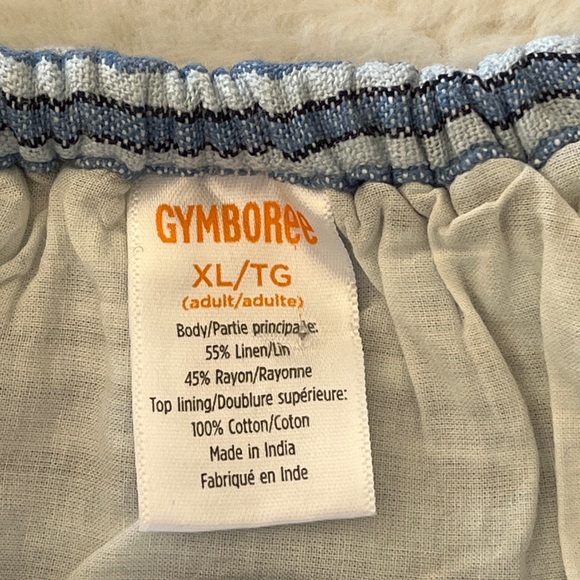 GYMBOREE
XL/TG
(adult/adulte)
Body/Partie principale:
55% Linen/Lin
45% Rayon/Rayonne
Top lining/Doublure supérieure:
100% Cotton/Coton
Made in India
Fabriqué en Inde